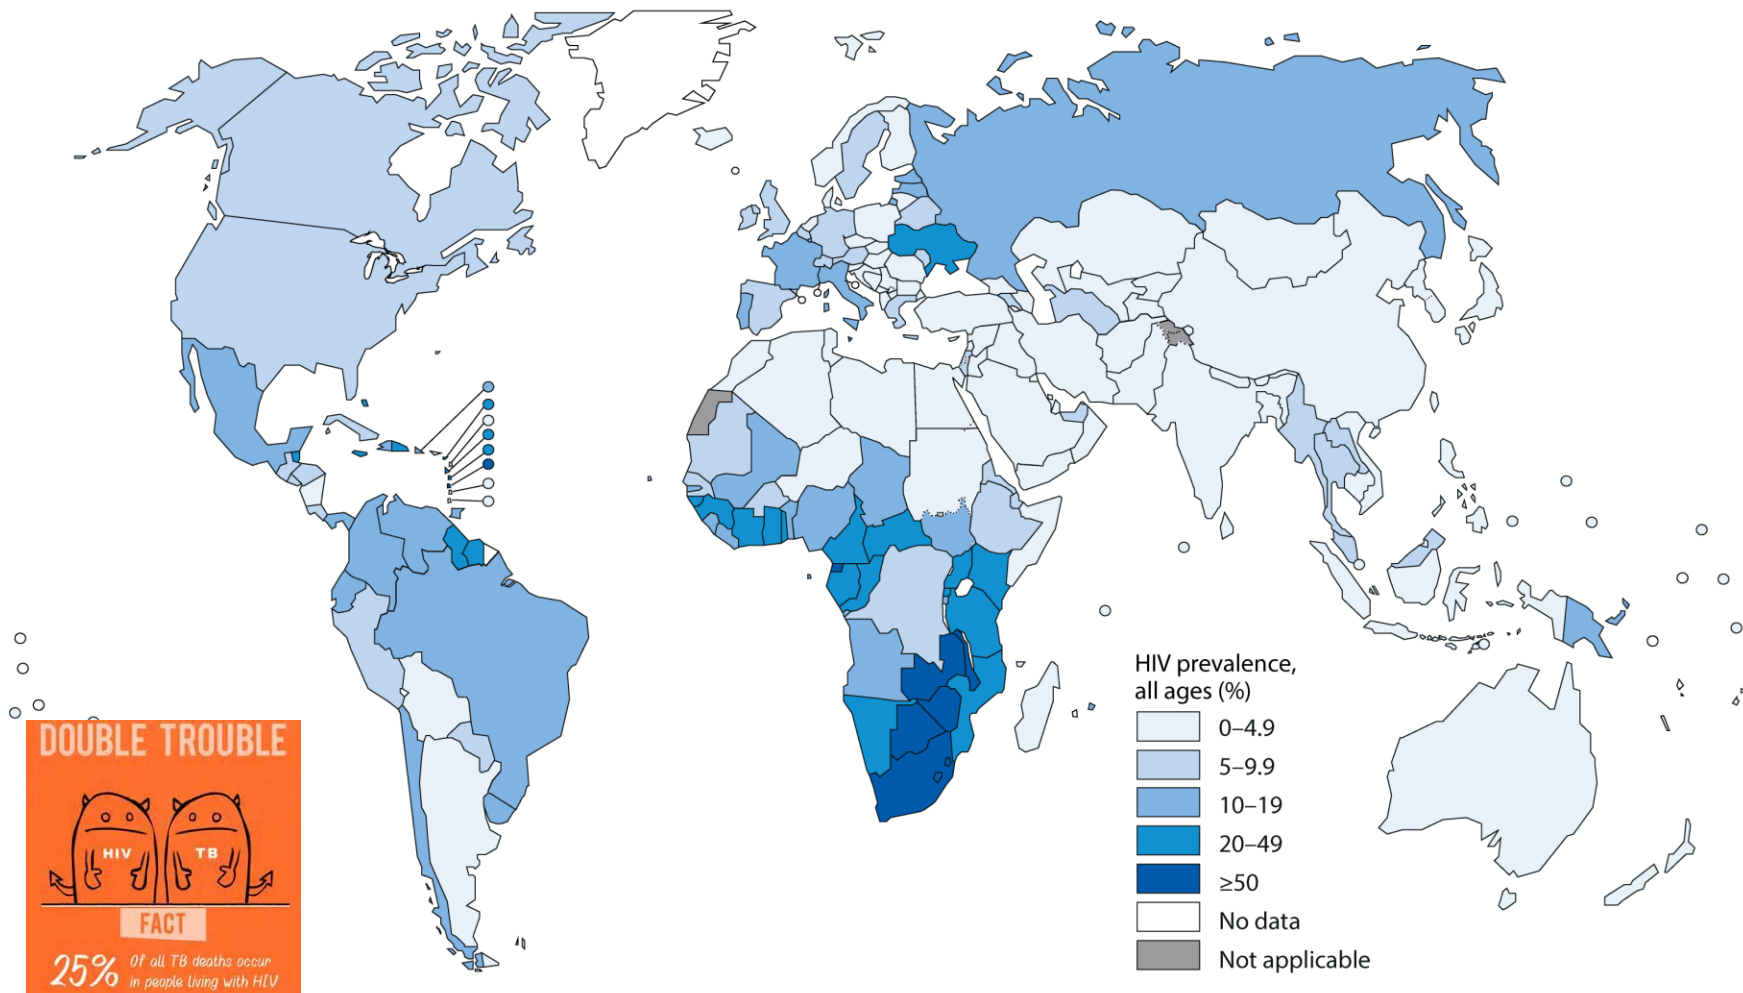 HIV prevalence,
all ages (%)
0–4.9
5–9.9
10–19
20–49
≥50
No data
Not applicable
DOUBLE TROUBLE
HIV
TB
FACT
25% Of all TB deaths occur
in people living with HIV